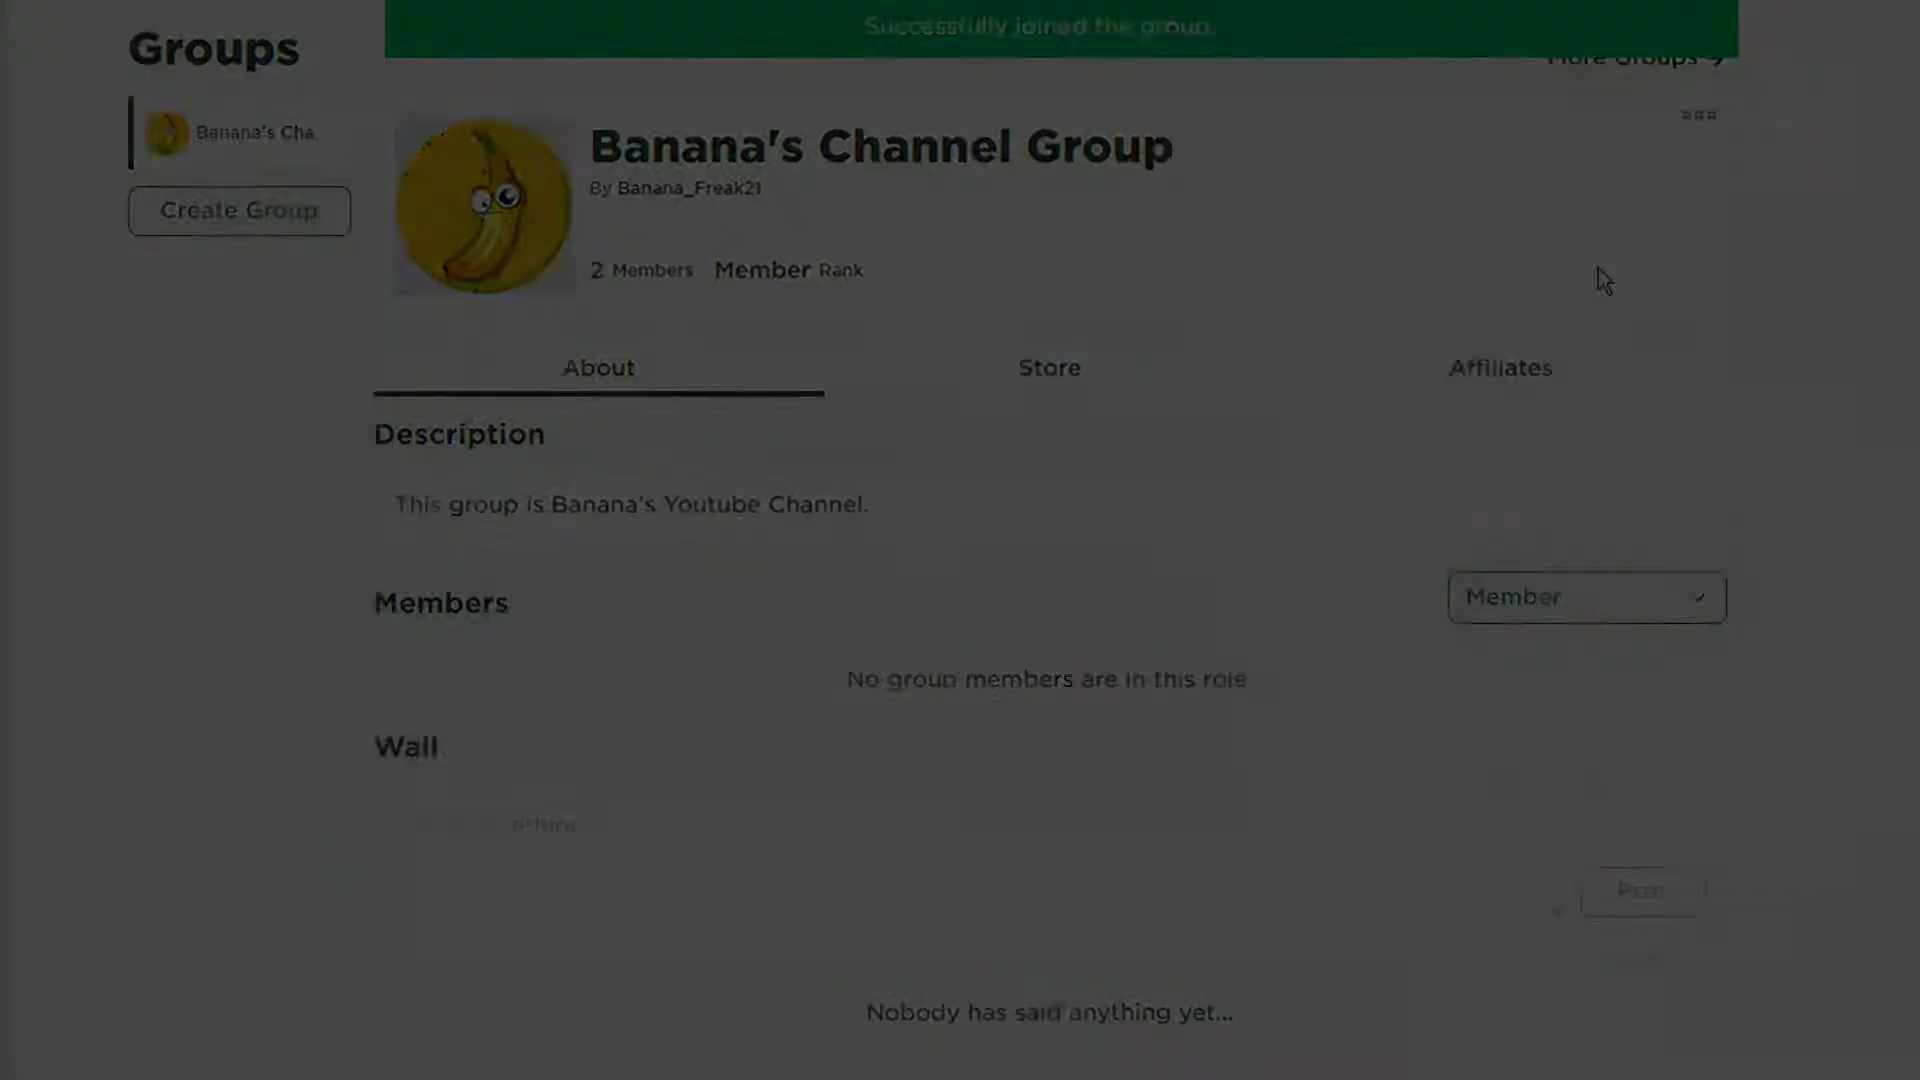 Successfully joined the group.
Groups
More Groups
Banana's Cha.
Create Group
Banana's Channel Group
By Banana_Freak21
2 Members Member Rank
About
Store
Affiliates
Description
This group is Banana's Youtube Channel.
Members
Member
No group members are in this role
Wall
Nobody has said anything yet...